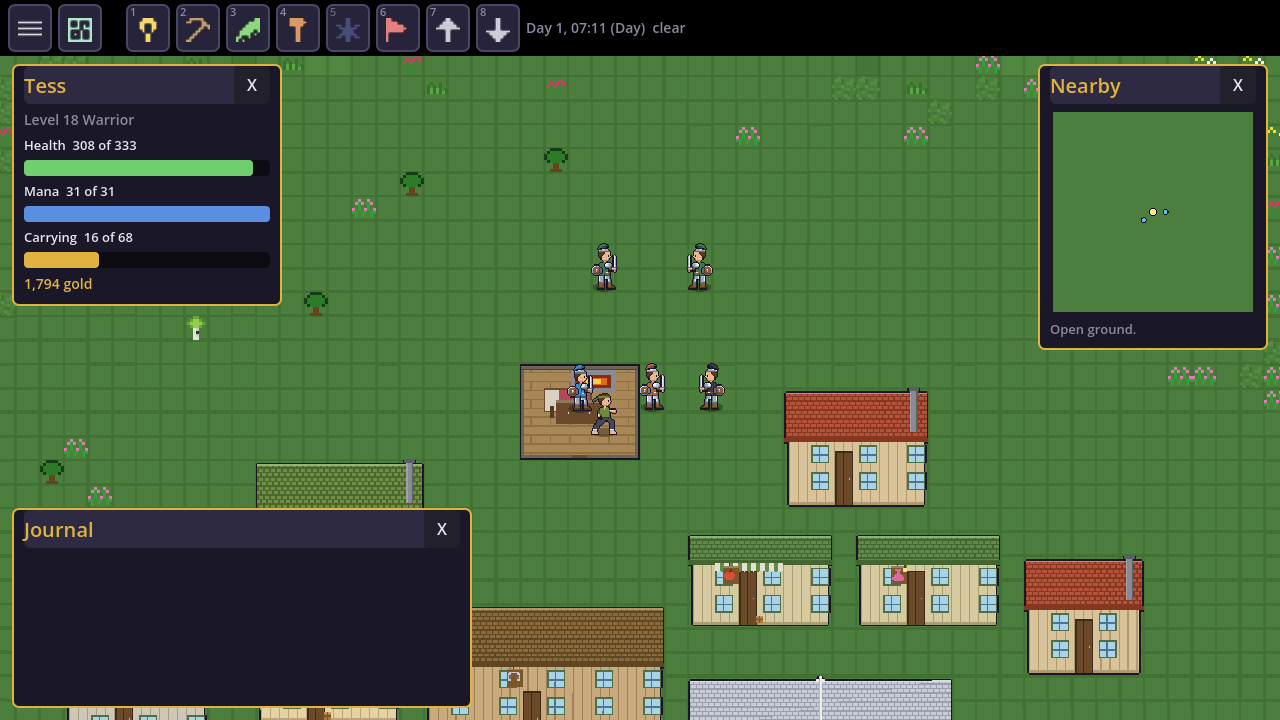 1 2 3 4 5 6 7 8
Day 1, 07:11 (Day) clear
Tess X
Level 18 Warrior
Health 308 of 333
Mana 31 of 31
Carrying 16 of 68
1,794 gold
Nearby X
Open ground.
Journal X